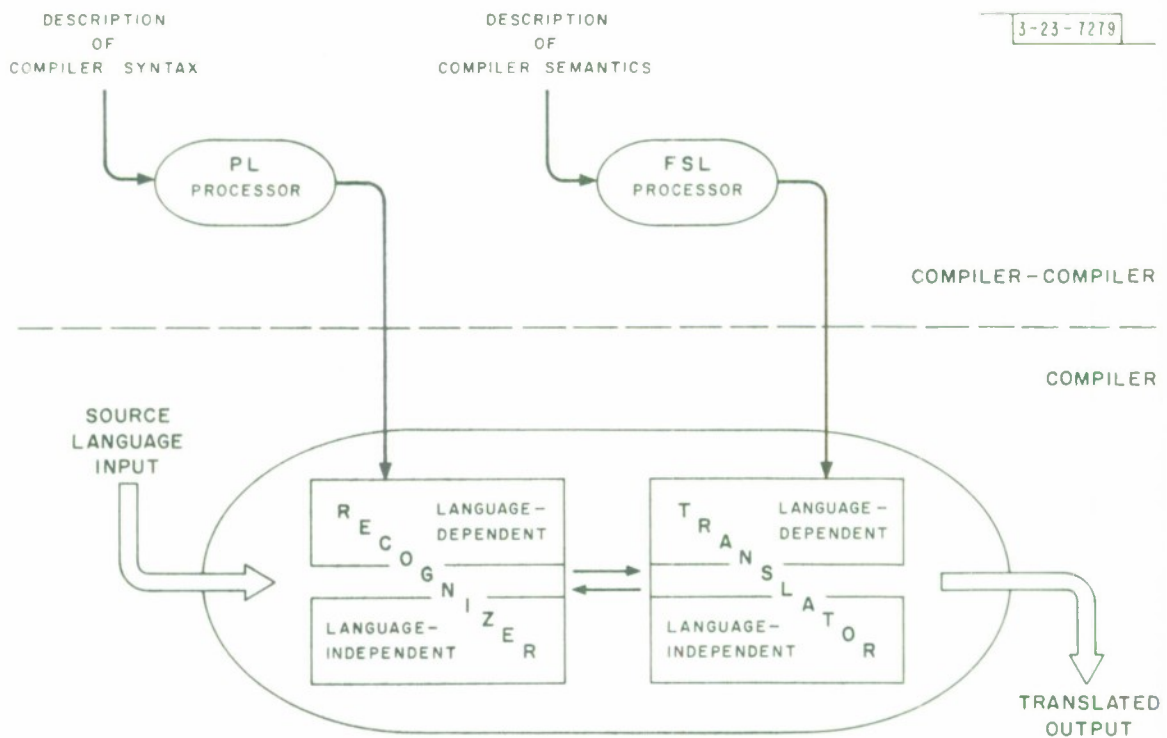 DESCRIPTION
OF
COMPILER SYNTAX
DESCRIPTION
OF
COMPILER SEMANTICS
3-23-7279
PL
PROCESSOR
FSL
PROCESSOR
COMPILER-COMPILER
COMPILER
SOURCE
LANGUAGE
INPUT
RECOGNIZER
LANGUAGE-
DEPENDENT
LANGUAGE-
INDEPENDENT
TRANSLATOR
LANGUAGE-
DEPENDENT
LANGUAGE-
INDEPENDENT
TRANSLATED
OUTPUT